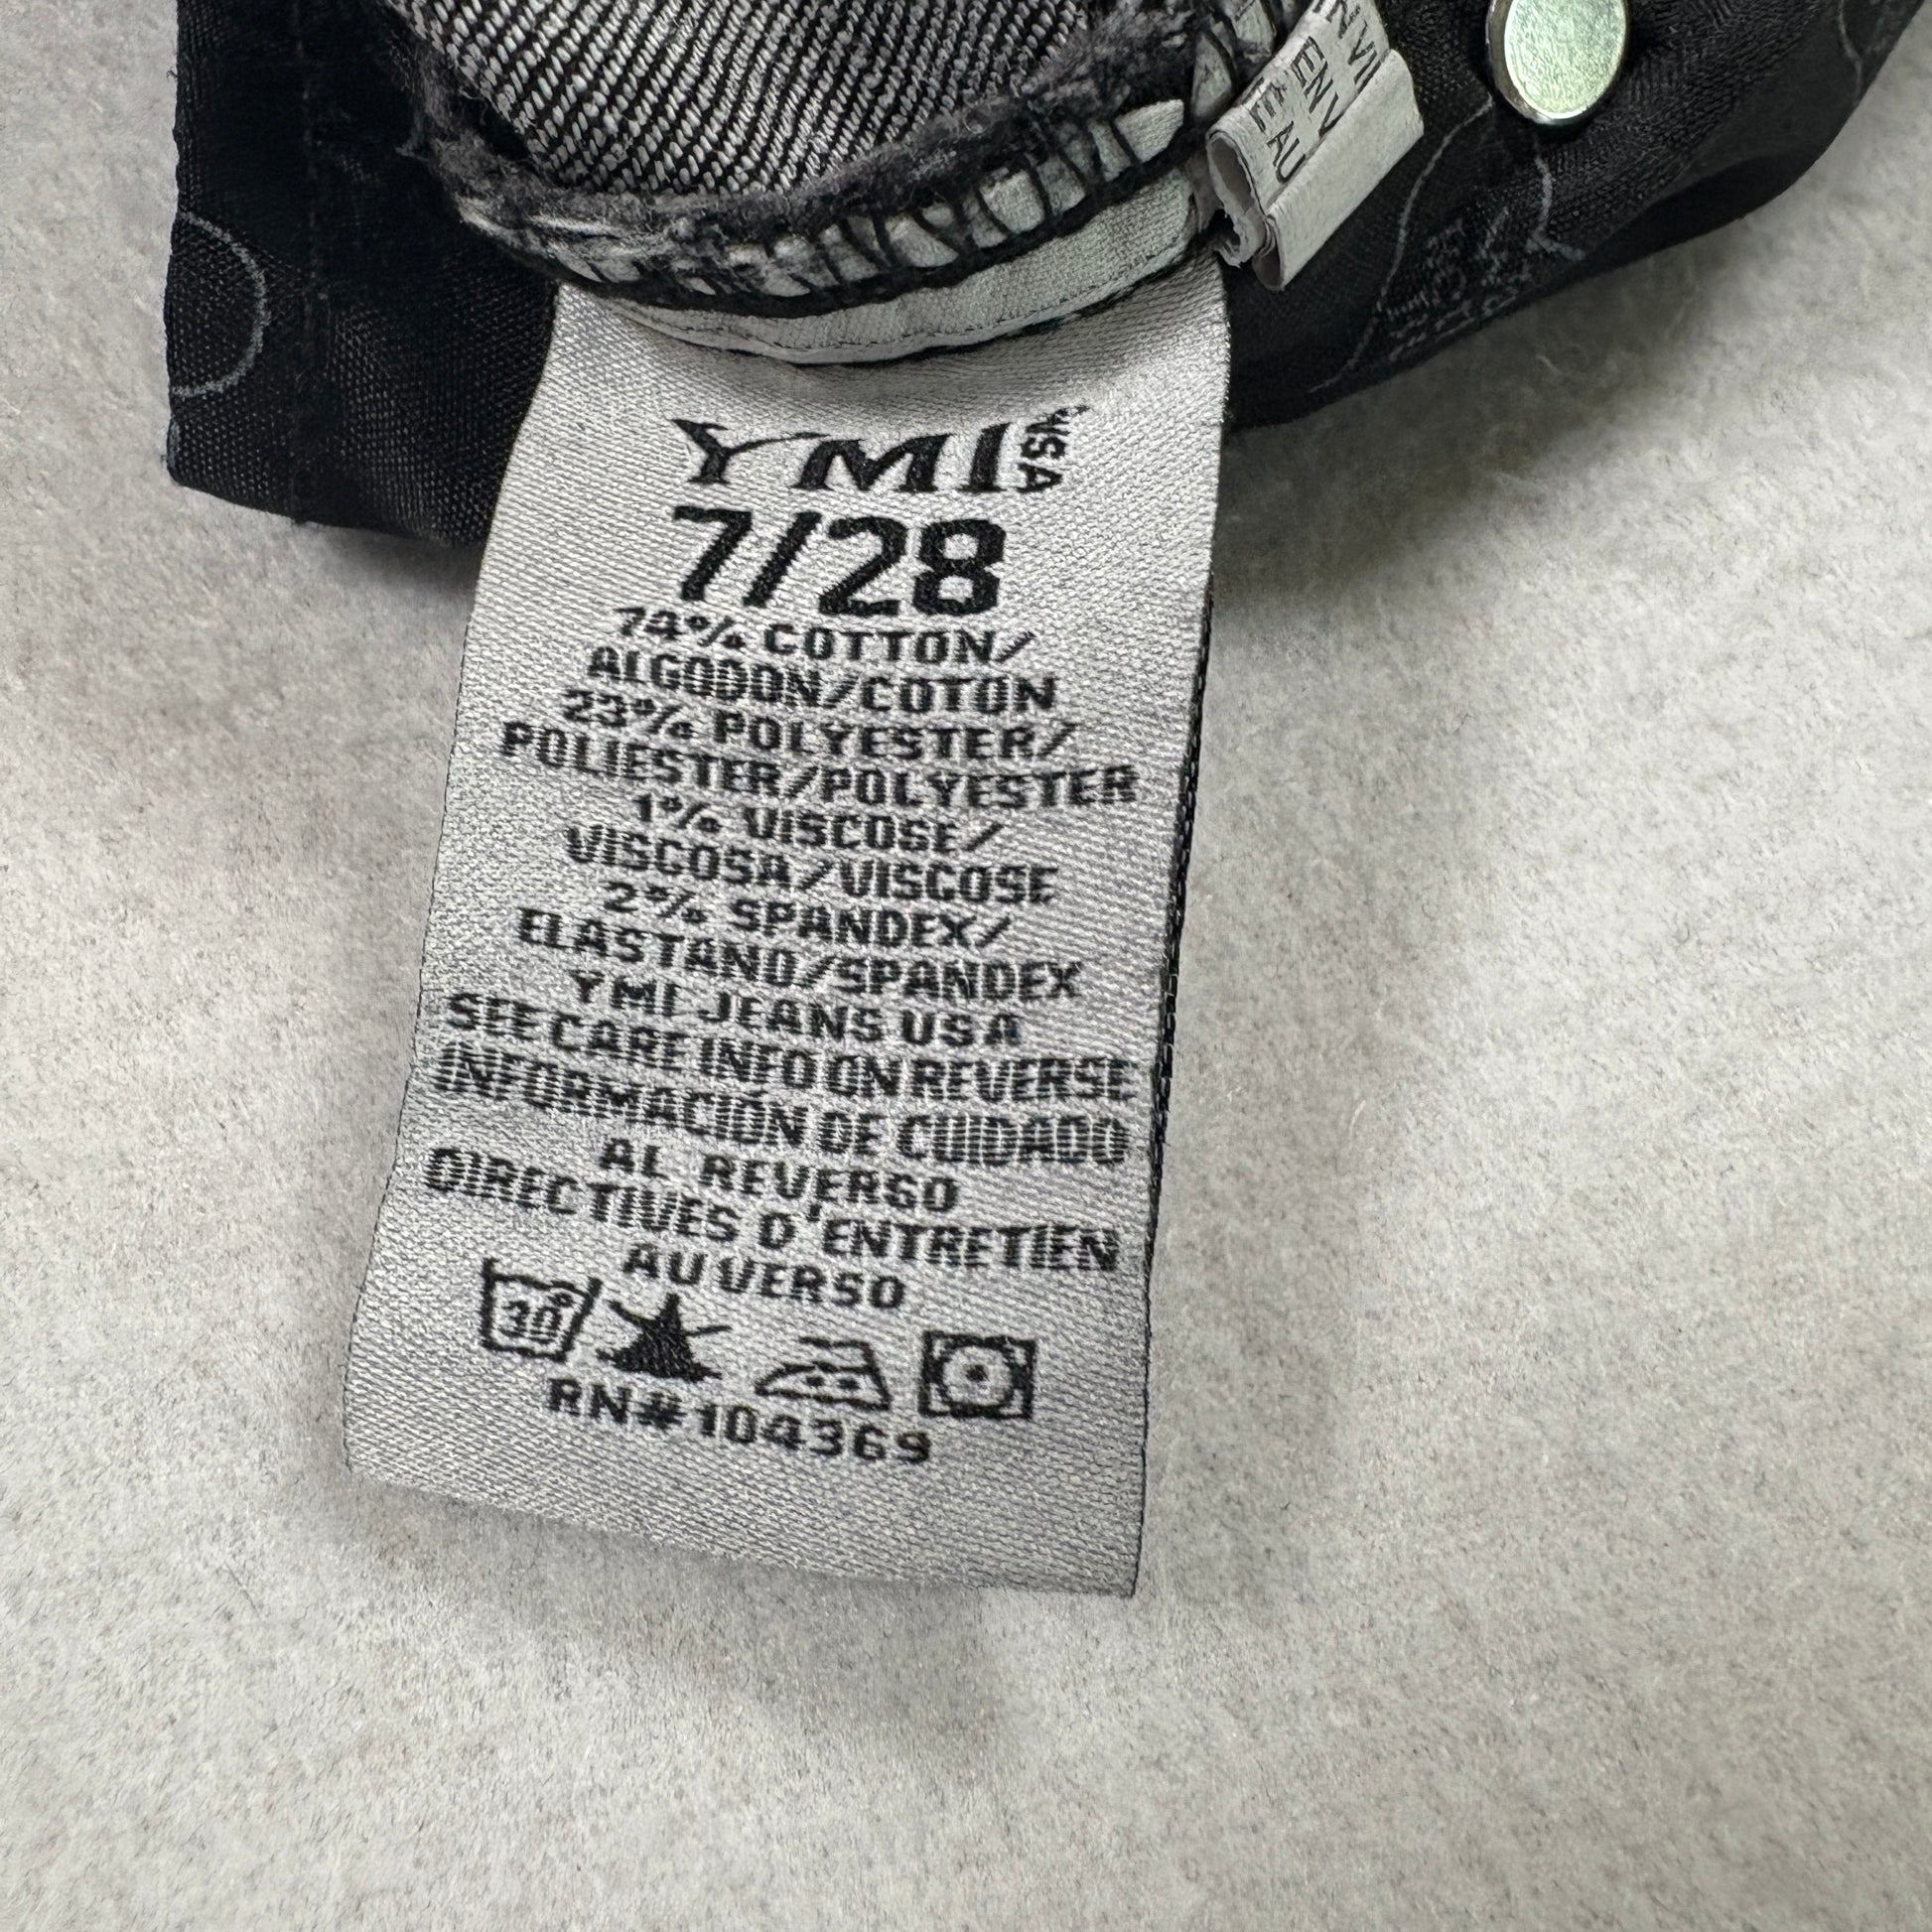 YMI USA
7/28
74% COTTON/
ALGODON/COTON
23% POLYESTER/
POLIESTER/POLYESTER
1% VISCOSE/
VISCOSA/VISCOSE
2% SPANDEX/
ELASTANO/SPANDEX
YMI JEANS USA
SEE CARE INFO ON REVERSE
INFORMACIÓN DE CUIDADO
AL REVERSO
DIRECTIVES D'ENTRETIEN
AU VERSO
30°
RN#104369